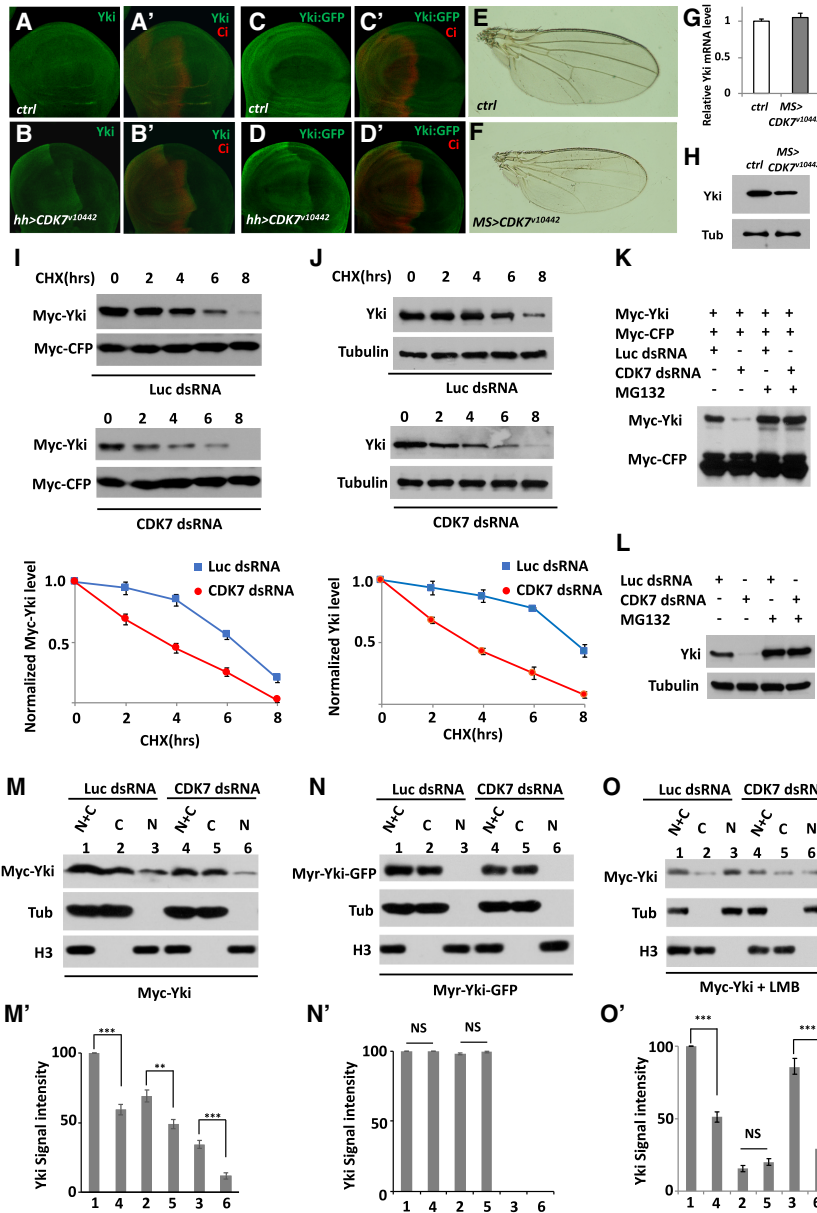 A Yki
ctrl
A' Yki
Ci
C Yki:GFP
ctrl
C' Yki:GFP
Ci
E
ctrl
G
Relative Yki mRNA level
1
0.5
0
ctrl MS>
CDK7v10442
B Yki
hh>CDK7v10442
B' Yki
Ci
D Yki:GFP
hh>CDK7v10442
D' Yki:GFP
Ci
F
MS>CDK7v10442
H
ctrl MS>
CDK7v10442
Yki
Tub
I
CHX(hrs) 0 2 4 6 8
Myc-Yki
Myc-CFP
Luc dsRNA
0 2 4 6 8
Myc-Yki
Myc-CFP
CDK7 dsRNA
Normalized Myc-Yki level
1.0
0.5
Luc dsRNA
CDK7 dsRNA
0 2 4 6 8
CHX(hrs)
J
CHX(hrs) 0 2 4 6 8
Yki
Tubulin
Luc dsRNA
0 2 4 6 8
Yki
Tubulin
CDK7 dsRNA
Normalized Yki level
1.0
0.5
Luc dsRNA
CDK7 dsRNA
0 2 4 6 8
CHX(hrs)
K
Myc-Yki + + + +
Myc-CFP + + + +
Luc dsRNA + - + -
CDK7 dsRNA - + - +
MG132 - - + +
Myc-Yki
Myc-CFP
L
Luc dsRNA + - + -
CDK7 dsRNA - + - +
MG132 - - + +
Yki
Tubulin
M
Luc dsRNA CDK7 dsRNA
N+C C N N+C C N
1 2 3 4 5 6
Myc-Yki
Tub
H3
Myc-Yki
N
Luc dsRNA CDK7 dsRNA
N+C C N N+C C N
1 2 3 4 5 6
Myr-Yki-GFP
Tub
H3
Myr-Yki-GFP
O
Luc dsRNA CDK7 dsRNA
N+C C N N+C C N
1 2 3 4 5 6
Myc-Yki
Tub
H3
Myc-Yki + LMB
M'
Yki Signal intensity
100
50
0
*** ** ***
1 4 2 5 3 6
N'
Yki Signal intensity
100
50
0
NS NS
1 4 2 5 3 6
O'
Yki Signal intensity
100
50
0
*** NS ***
1 4 2 5 3 6